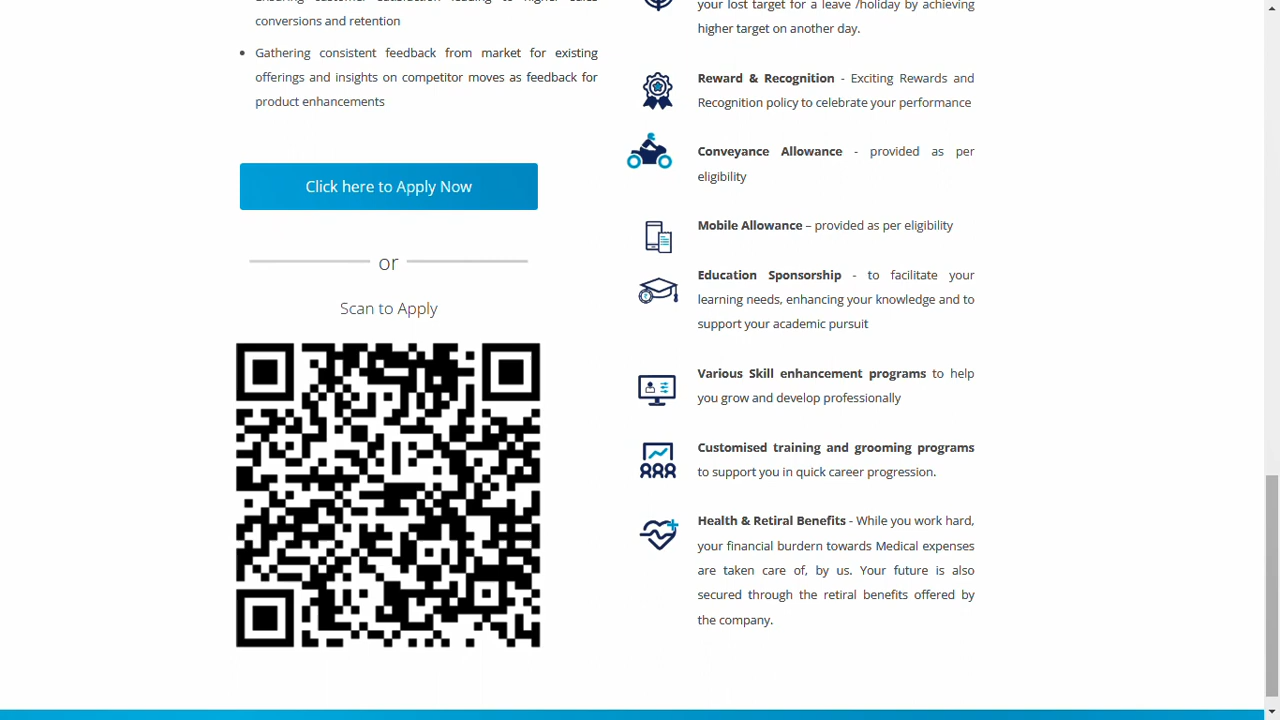 conversions and retention
• Gathering consistent feedback from market for existing
offerings and insights on competitor moves as feedback for
product enhancements
Click here to Apply Now
or
Scan to Apply
your lost target for a leave /holiday by achieving
higher target on another day.
Reward & Recognition - Exciting Rewards and
Recognition policy to celebrate your performance
Conveyance Allowance - provided as per
eligibility
Mobile Allowance – provided as per eligibility
Education Sponsorship - to facilitate your
learning needs, enhancing your knowledge and to
support your academic pursuit
Various Skill enhancement programs to help
you grow and develop professionally
Customised training and grooming programs
to support you in quick career progression.
Health & Retiral Benefits - While you work hard,
your financial burdern towards Medical expenses
are taken care of, by us. Your future is also
secured through the retiral benefits offered by
the company.